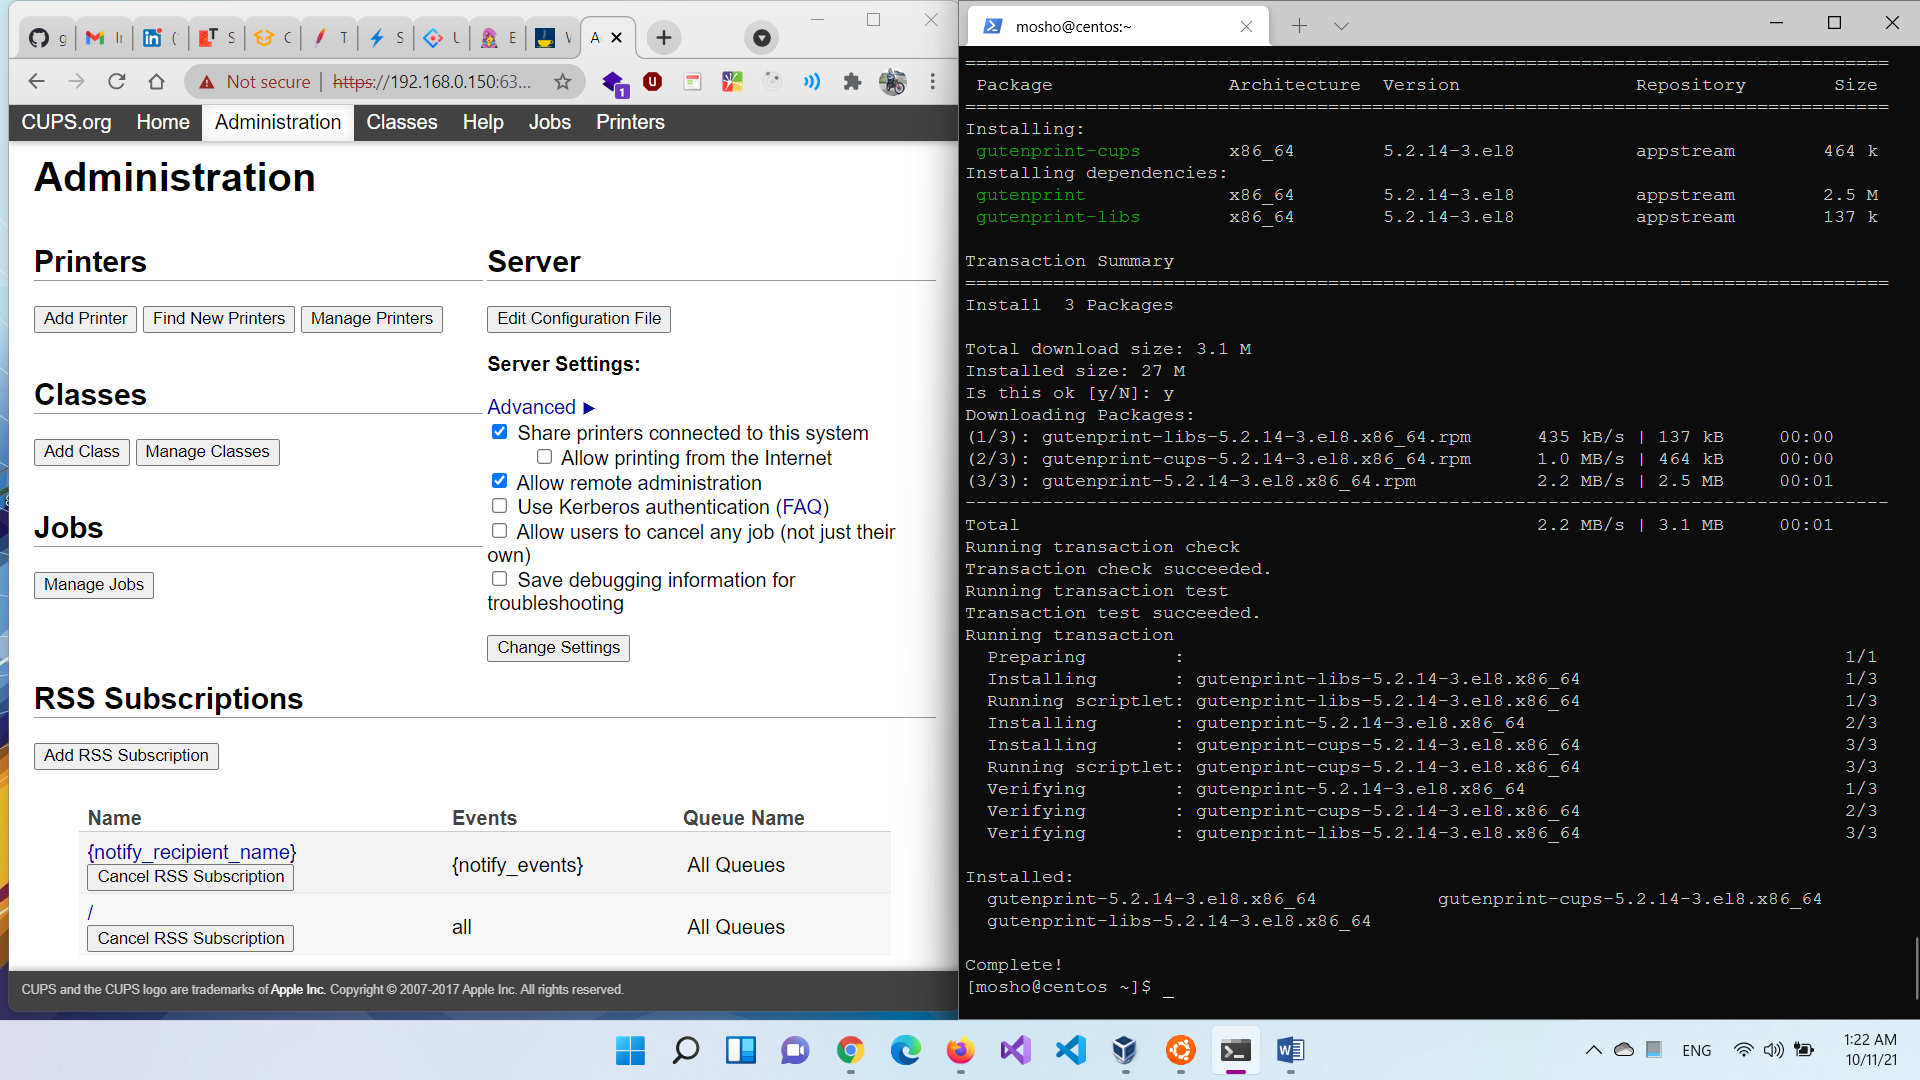 g
In
(
S
C
T
S
U
E
V
A
Not secure
https://192.168.0.150:63...
1
CUPS.org Home Administration Classes Help Jobs Printers
Administration
Printers
Add Printer Find New Printers Manage Printers
Classes
Add Class Manage Classes
Jobs
Manage Jobs
Server
Edit Configuration File
Server Settings:
Advanced ▶
Share printers connected to this system
Allow printing from the Internet
Allow remote administration
Use Kerberos authentication (FAQ)
Allow users to cancel any job (not just their
own)
Save debugging information for
troubleshooting
Change Settings
RSS Subscriptions
Add RSS Subscription
Name Events Queue Name
{notify_recipient_name}
Cancel RSS Subscription
{notify_events} All Queues
/
Cancel RSS Subscription
all All Queues
CUPS and the CUPS logo are trademarks of Apple Inc. Copyright © 2007-2017 Apple Inc. All rights reserved.
mosho@centos:~
====================================================================================
Package Architecture Version Repository Size
====================================================================================
Installing:
gutenprint-cups x86_64 5.2.14-3.el8 appstream 464 k
Installing dependencies:
gutenprint x86_64 5.2.14-3.el8 appstream 2.5 M
gutenprint-libs x86_64 5.2.14-3.el8 appstream 137 k
Transaction Summary
====================================================================================
Install  3 Packages
Total download size: 3.1 M
Installed size: 27 M
Is this ok [y/N]: y
Downloading Packages:
(1/3): gutenprint-libs-5.2.14-3.el8.x86_64.rpm 435 kB/s | 137 kB 00:00
(2/3): gutenprint-cups-5.2.14-3.el8.x86_64.rpm 1.0 MB/s | 464 kB 00:00
(3/3): gutenprint-5.2.14-3.el8.x86_64.rpm 2.2 MB/s | 2.5 MB 00:01
------------------------------------------------------------------------------------
Total 2.2 MB/s | 3.1 MB 00:01
Running transaction check
Transaction check succeeded.
Running transaction test
Transaction test succeeded.
Running transaction
Preparing : 1/1
Installing : gutenprint-libs-5.2.14-3.el8.x86_64 1/3
Running scriptlet: gutenprint-libs-5.2.14-3.el8.x86_64 1/3
Installing : gutenprint-5.2.14-3.el8.x86_64 2/3
Installing : gutenprint-cups-5.2.14-3.el8.x86_64 3/3
Running scriptlet: gutenprint-cups-5.2.14-3.el8.x86_64 3/3
Verifying : gutenprint-5.2.14-3.el8.x86_64 1/3
Verifying : gutenprint-cups-5.2.14-3.el8.x86_64 2/3
Verifying : gutenprint-libs-5.2.14-3.el8.x86_64 3/3
Installed:
gutenprint-5.2.14-3.el8.x86_64 gutenprint-cups-5.2.14-3.el8.x86_64
gutenprint-libs-5.2.14-3.el8.x86_64
Complete!
[mosho@centos ~]$ _
ENG
1:22 AM
10/11/21